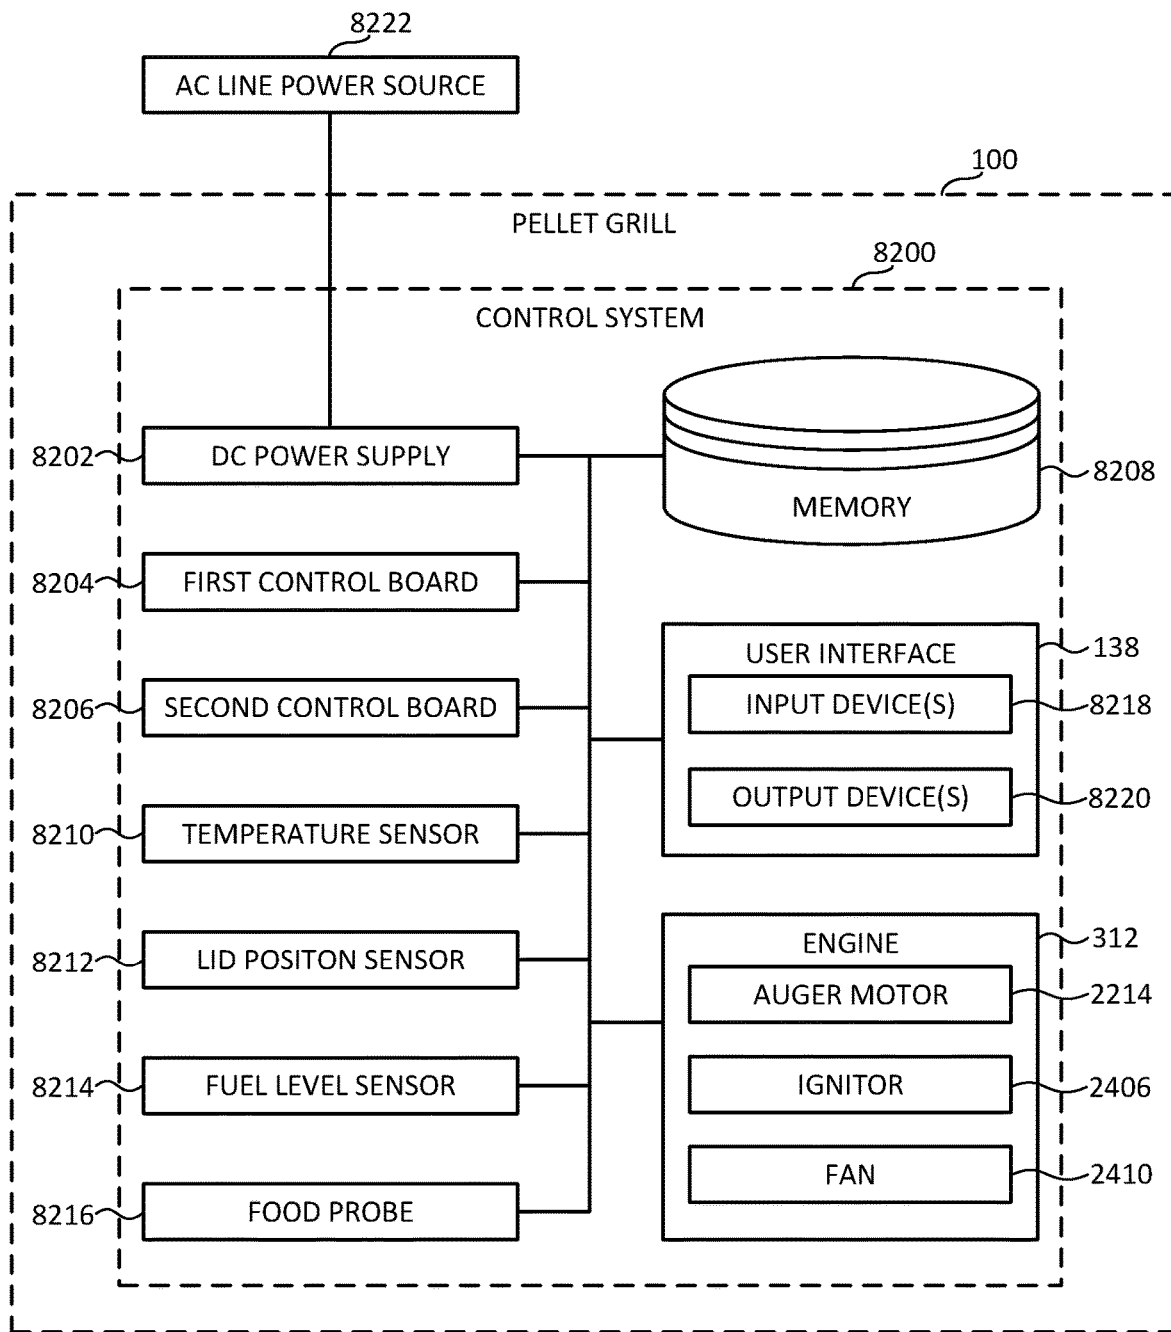 8222
AC LINE POWER SOURCE
100
PELLET GRILL
8200
CONTROL SYSTEM
8202
DC POWER SUPPLY
MEMORY
8208
8204
FIRST CONTROL BOARD
8206
SECOND CONTROL BOARD
USER INTERFACE
138
INPUT DEVICE(S)
8218
OUTPUT DEVICE(S)
8220
8210
TEMPERATURE SENSOR
8212
LID POSITON SENSOR
ENGINE
312
AUGER MOTOR
2214
8214
FUEL LEVEL SENSOR
IGNITOR
2406
FAN
2410
8216
FOOD PROBE